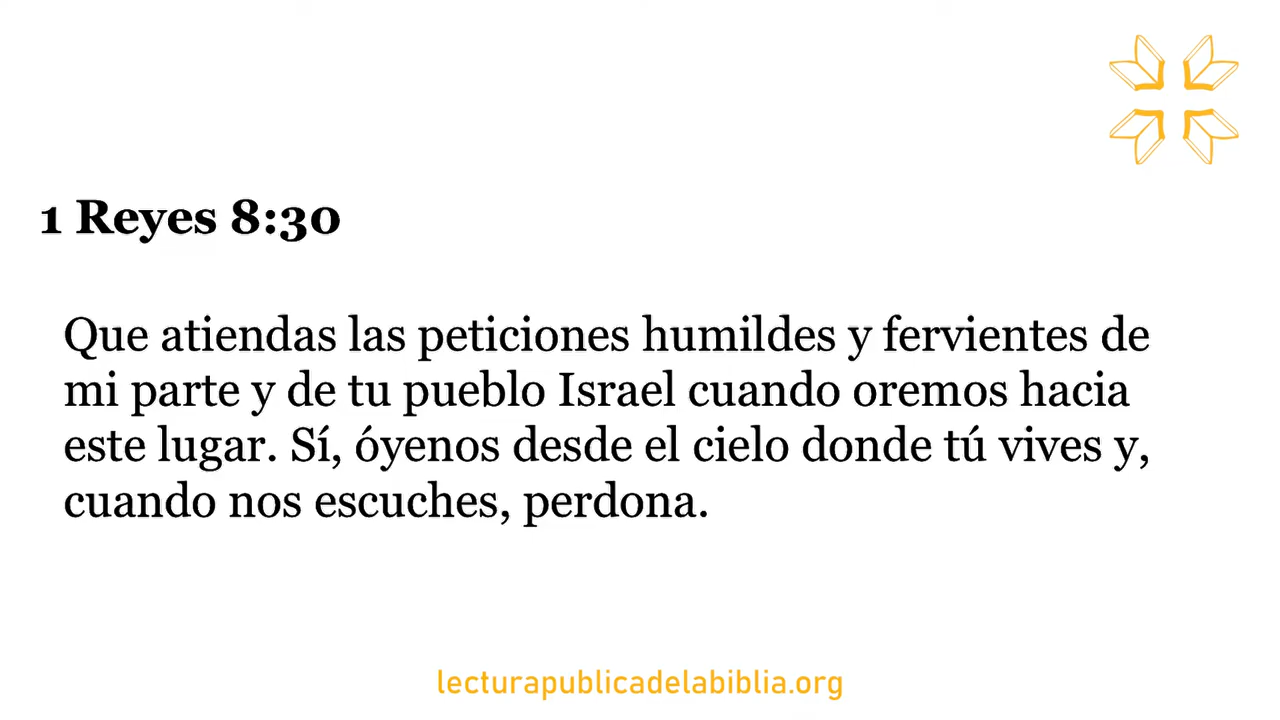 1 Reyes 8:30
Que atiendas las peticiones humildes y fervientes de
mi parte y de tu pueblo Israel cuando oremos hacia
este lugar. Sí, óyenos desde el cielo donde tú vives y,
cuando nos escuches, perdona.
lecturapublicadelabiblia.org